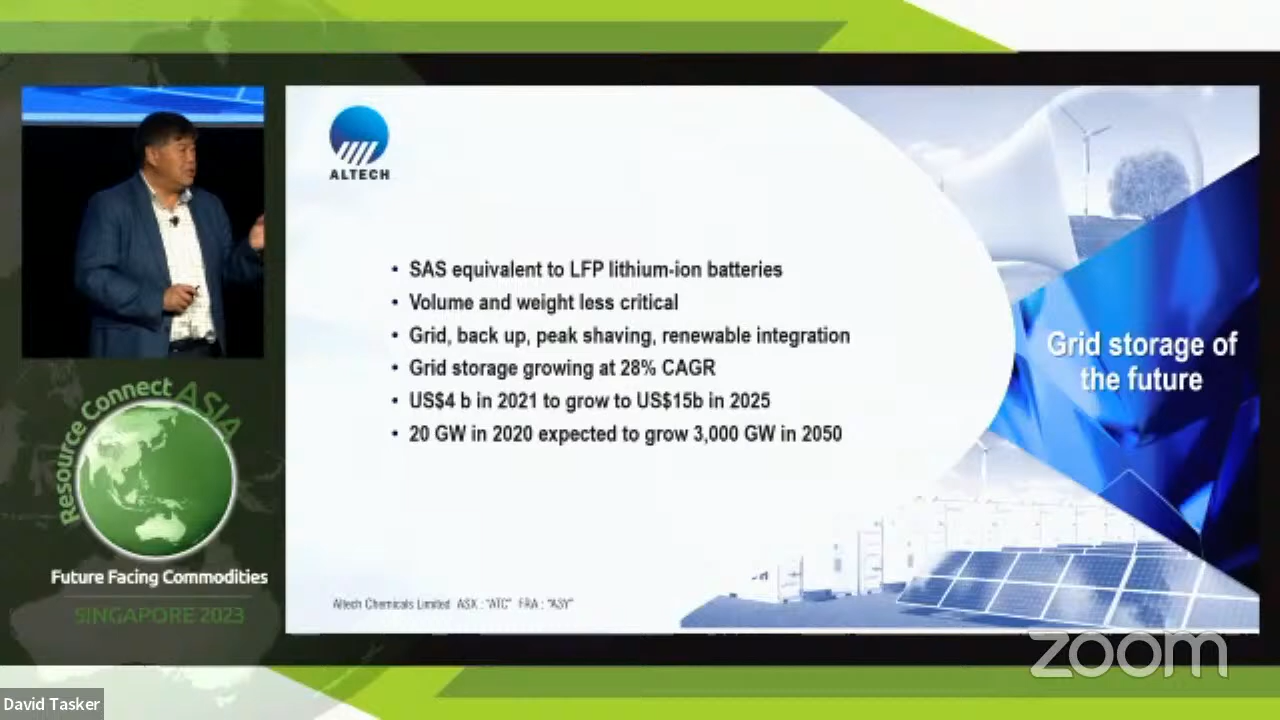 ALTECH
• SAS equivalent to LFP lithium-ion batteries
• Volume and weight less critical
• Grid, back up, peak shaving, renewable integration
• Grid storage growing at 28% CAGR
• US$4 b in 2021 to grow to US$15b in 2025
• 20 GW in 2020 expected to grow 3,000 GW in 2050
Grid storage of
the future
Altech Chemicals Limited ASX : "ATC" FRA : "A3Y"
Resource Connect ASIA
Future Facing Commodities
SINGAPORE 2023
zoom
David Tasker